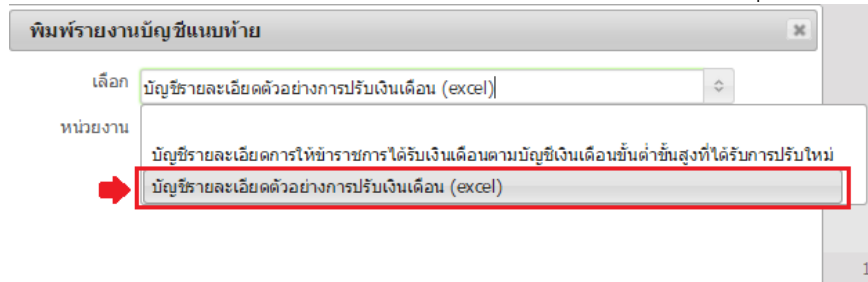 พิมพ์รายงานบัญชีแนบท้าย
เลือก บัญชีรายละเอียดตัวอย่างการปรับเงินเดือน (excel)
หน่วยงาน
บัญชีรายละเอียดการให้ข้าราชการได้รับเงินเดือนตามบัญชีเงินเดือนขั้นต่ำขั้นสูงที่ได้รับการปรับใหม่
บัญชีรายละเอียดตัวอย่างการปรับเงินเดือน (excel)
1